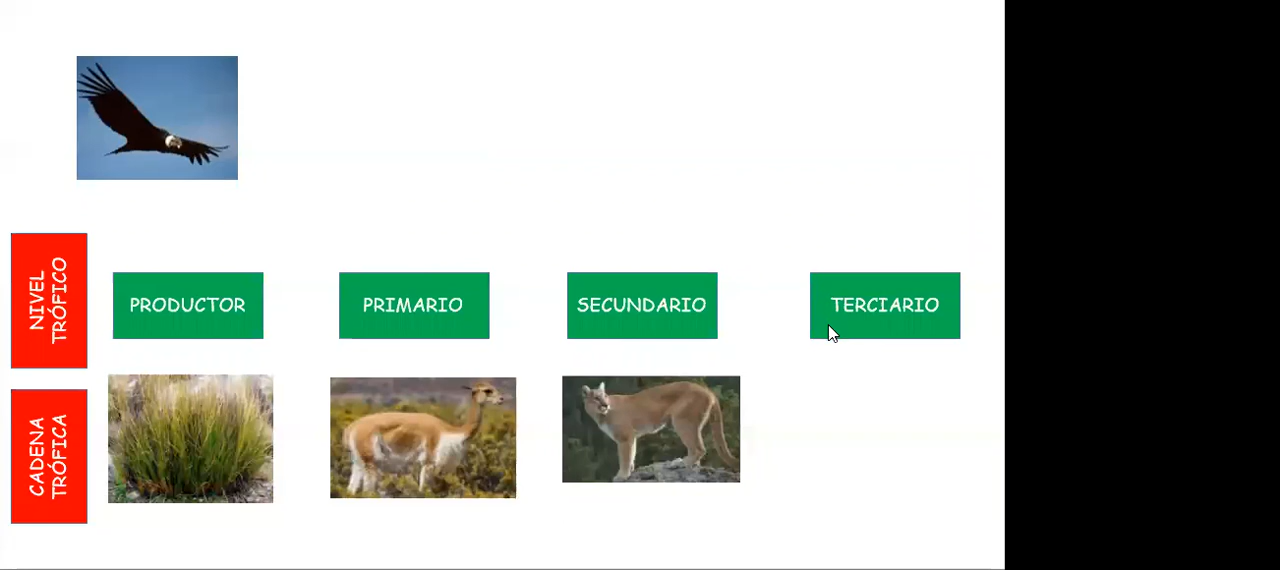 NIVEL
TRÓFICO
PRODUCTOR
PRIMARIO
SECUNDARIO
TERCIARIO
CADENA
TRÓFICA